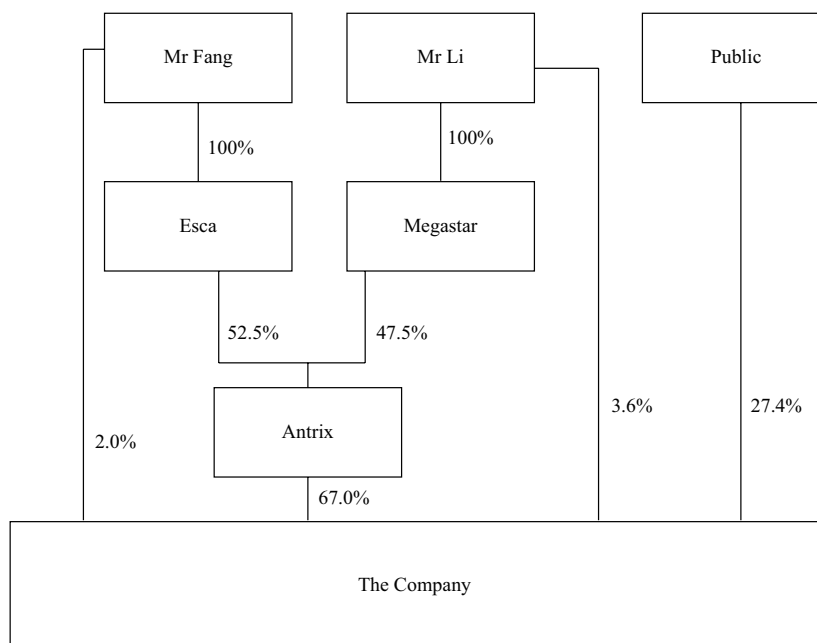 Mr Fang
Mr Li
Public
100%
100%
Esca
Megastar
52.5%
47.5%
Antrix
3.6%
27.4%
2.0%
67.0%
The Company